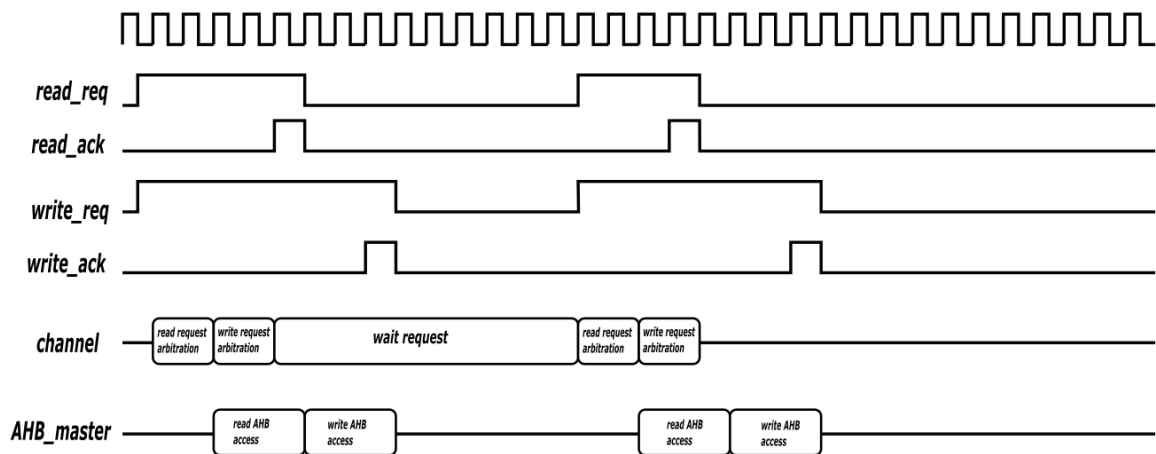 read_req
read_ack
write_req
write_ack
channel
read request
arbitration
write request
arbitration
wait request
read request
arbitration
write request
arbitration
AHB_master
read AHB
access
write AHB
access
read AHB
access
write AHB
access